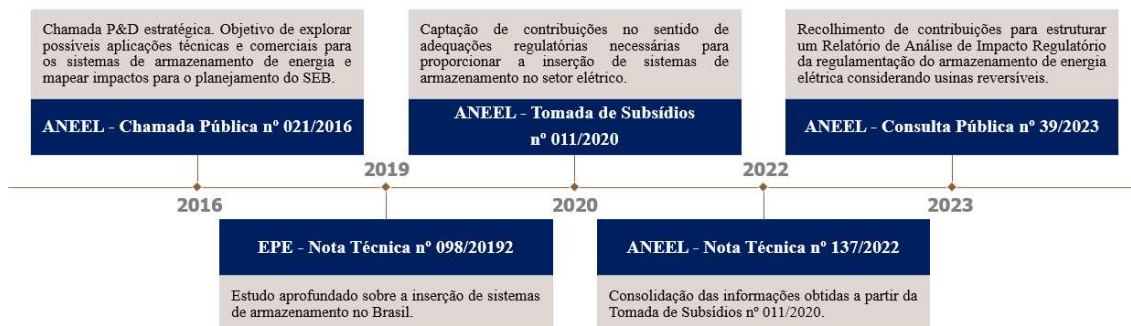 Chamada P&D estratégica. Objetivo de explorar
possíveis aplicações técnicas e comerciais para
os sistemas de armazenamento de energia e
mapear impactos para o planejamento do SEB.
ANEEL - Chamada Pública nº 021/2016
Captação de contribuições no sentido de
adequações regulatórias necessárias para
proporcionar a inserção de sistemas de
armazenamento no setor elétrico.
ANEEL - Tomada de Subsídios
nº 011/2020
Recolhimento de contribuições para estruturar
um Relatório de Análise de Impacto Regulatório
da regulamentação do armazenamento de energia
elétrica considerando usinas reversíveis.
ANEEL - Consulta Pública nº 39/2023
2019
2022
2016
2020
2023
EPE - Nota Técnica nº 098/20192
Estudo aprofundado sobre a inserção de sistemas
de armazenamento no Brasil.
ANEEL - Nota Técnica nº 137/2022
Consolidação das informações obtidas a partir da
Tomada de Subsídios nº 011/2020.